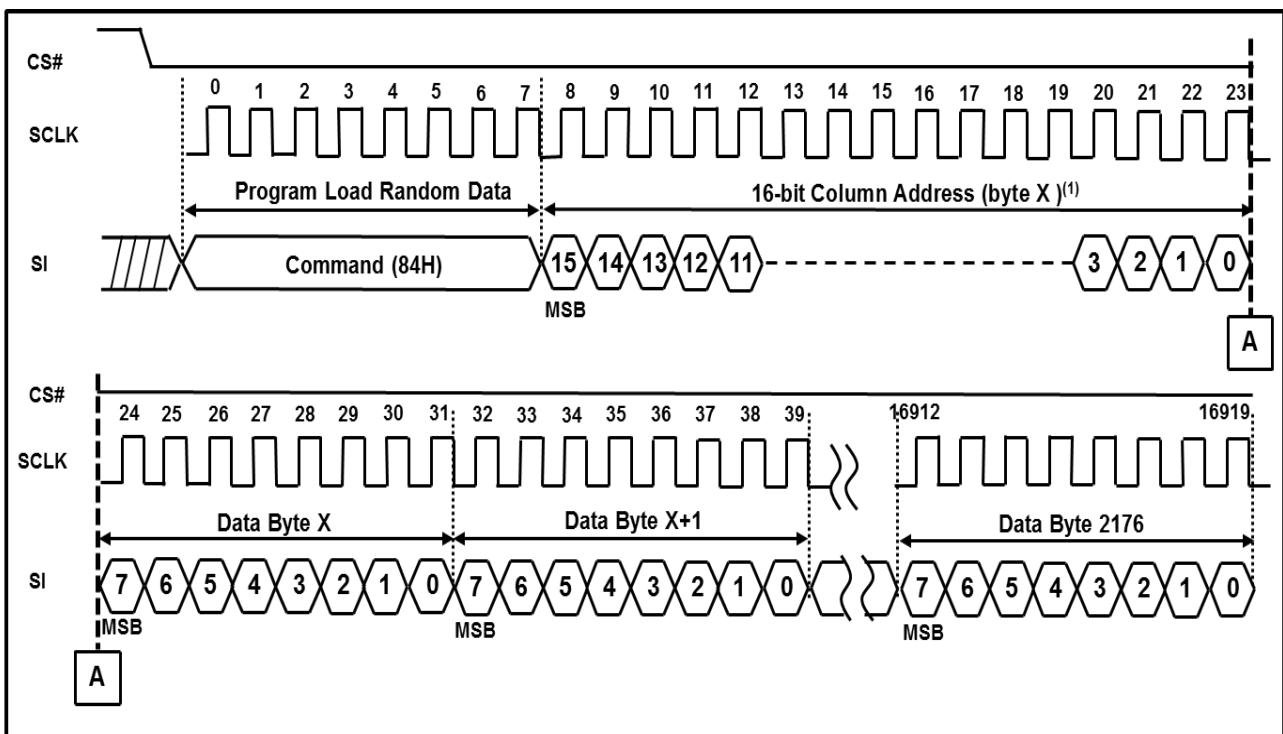 CS#
0 1 2 3 4 5 6 7 8 9 10 11 12 13 14 15 16 17 18 19 20 21 22 23
SCLK
Program Load Random Data 16-bit Column Address (byte X )(1)
SI Command (84H) 15 14 13 12 11 3 2 1 0
MSB
A
CS#
24 25 26 27 28 29 30 31 32 33 34 35 36 37 38 39 16912 16919
SCLK
Data Byte X Data Byte X+1 Data Byte 2176
SI 7 6 5 4 3 2 1 0 7 6 5 4 3 2 1 0 7 6 5 4 3 2 1 0
MSB MSB MSB
A